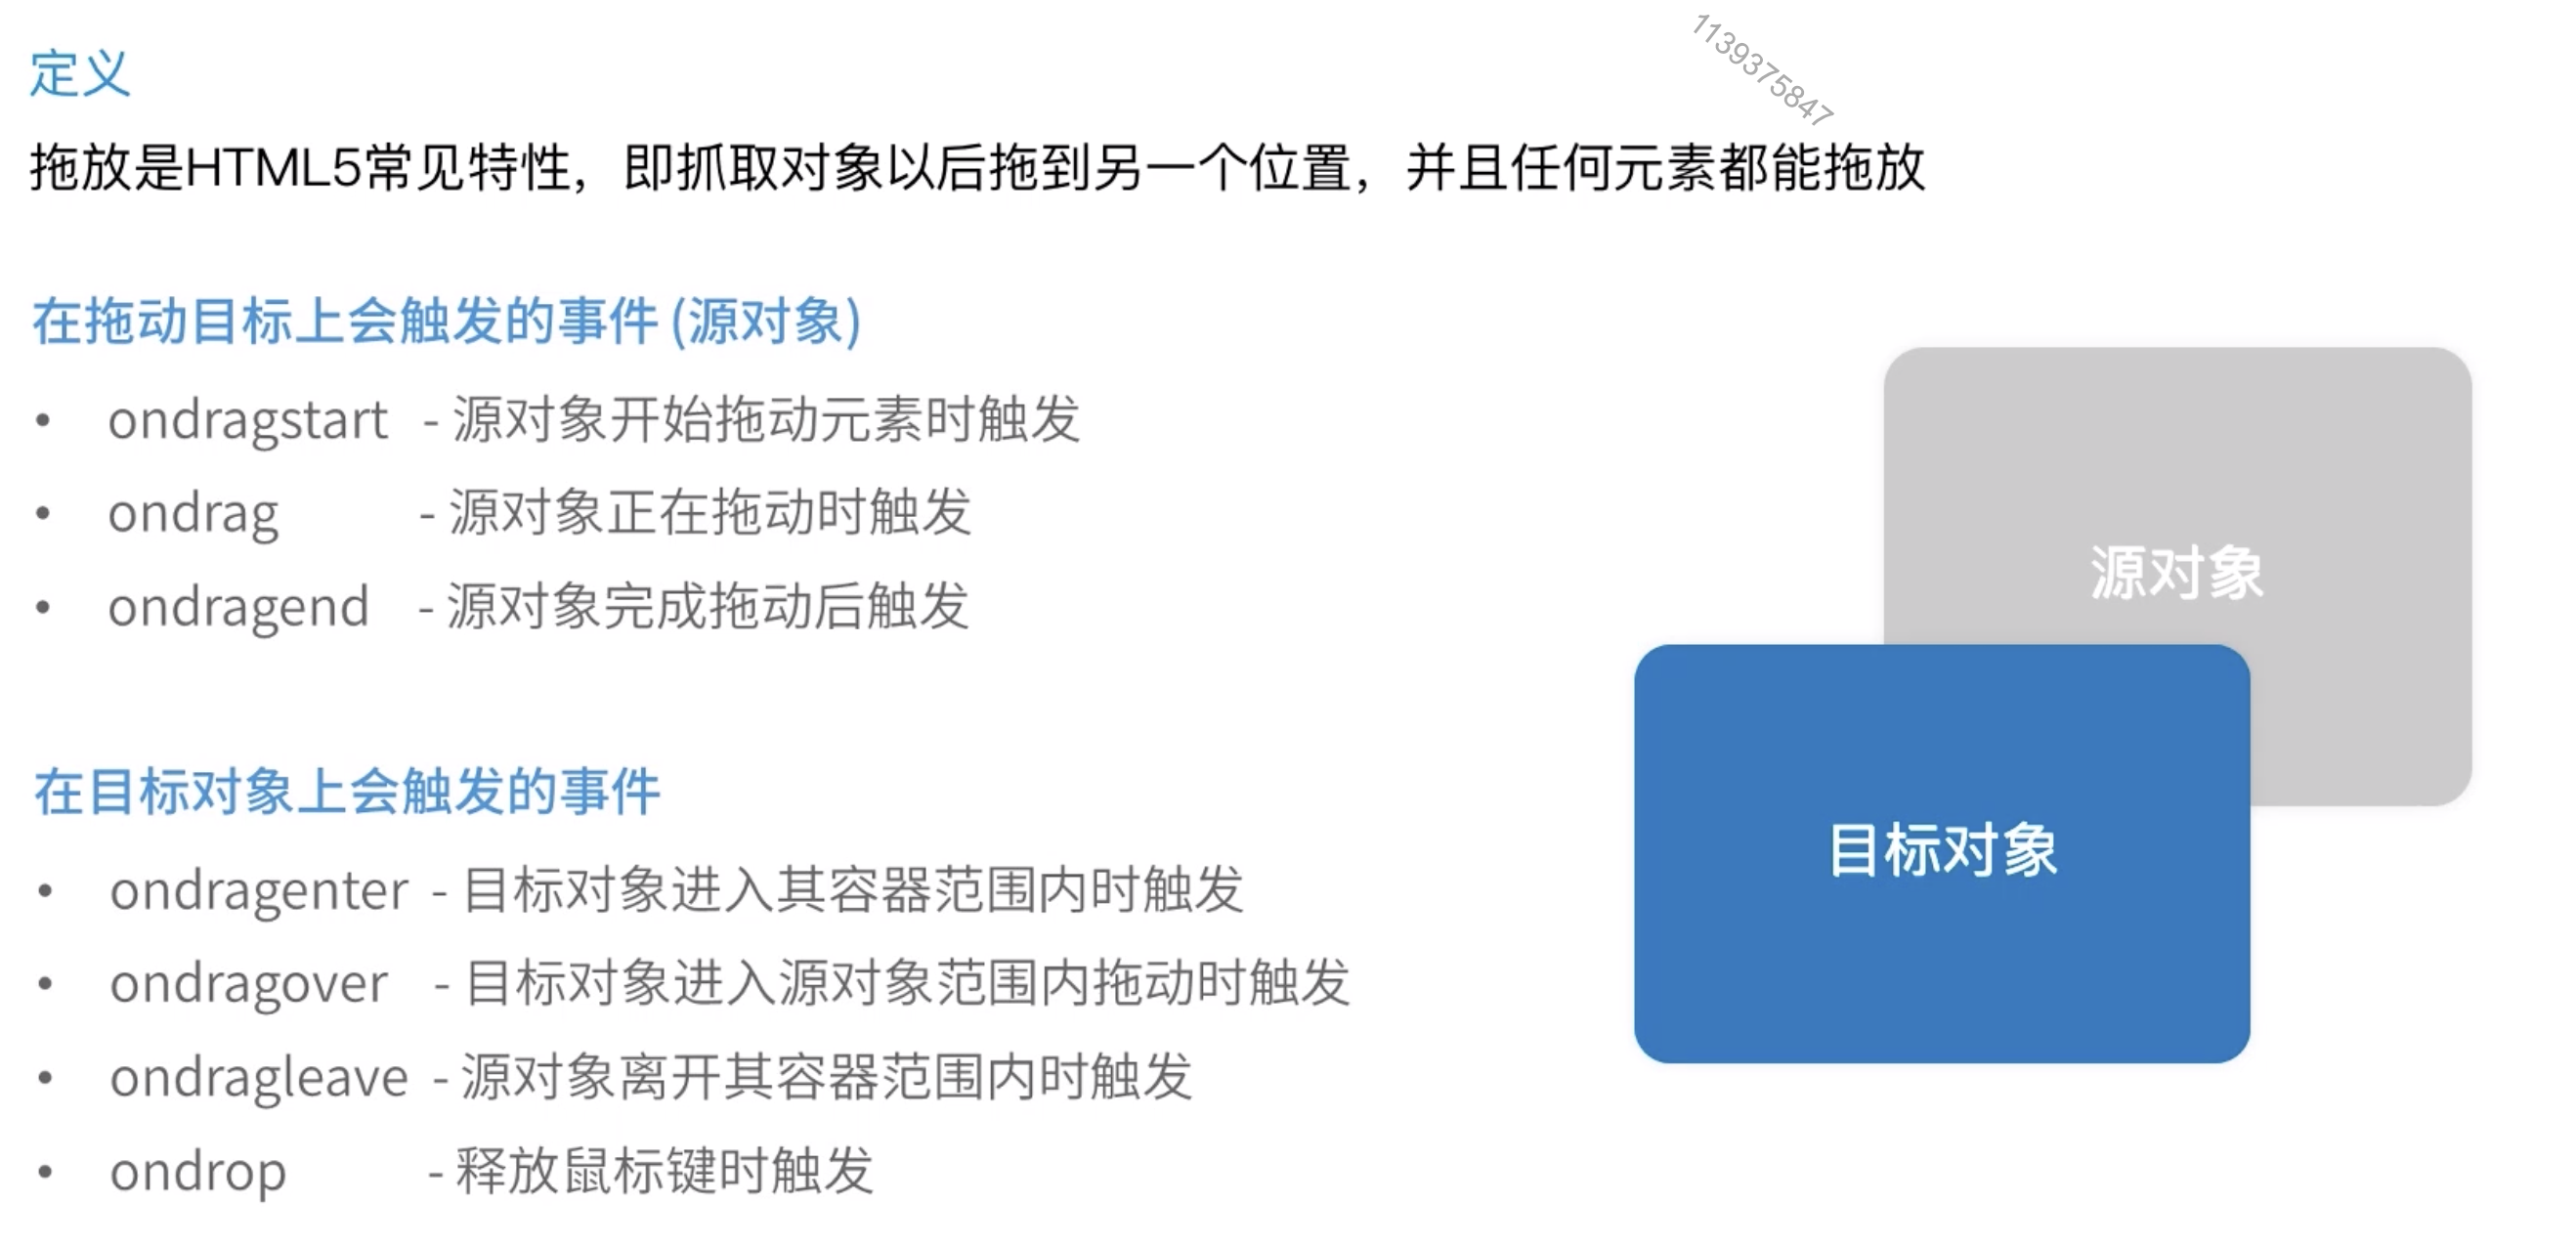 1139375847
定义
拖放是HTML5常见特性，即抓取对象以后拖到另一个位置，并且任何元素都能拖放
在拖动目标上会触发的事件(源对象)
• ondragstart - 源对象开始拖动元素时触发
• ondrag - 源对象正在拖动时触发
• ondragend - 源对象完成拖动后触发
源对象
目标对象
在目标对象上会触发的事件
• ondragenter - 目标对象进入其容器范围内时触发
• ondragover - 目标对象进入源对象范围内拖动时触发
• ondragleave - 源对象离开其容器范围内时触发
• ondrop - 释放鼠标键时触发